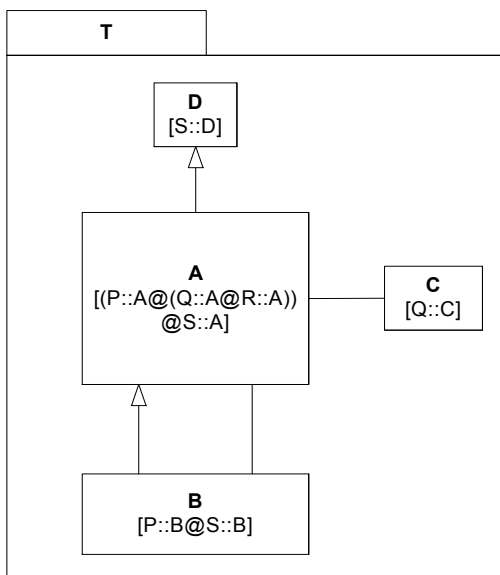 T
D
[S::D]
A
[(P::A@(Q::A@R::A))
@S::A]
C
[Q::C]
B
[P::B@S::B]